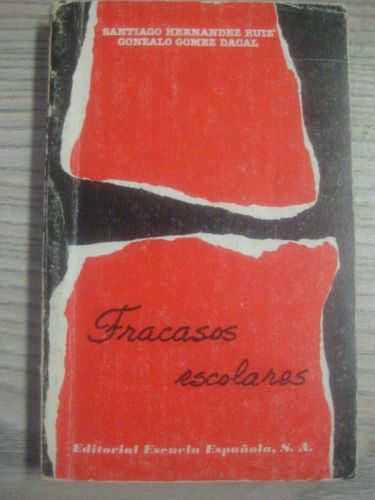 SANTIAGO HERNANDEZ RUIZ
GONZALO GOMEZ DACAL
Fracasos
escolares
Editorial Escuela Española, S. A.